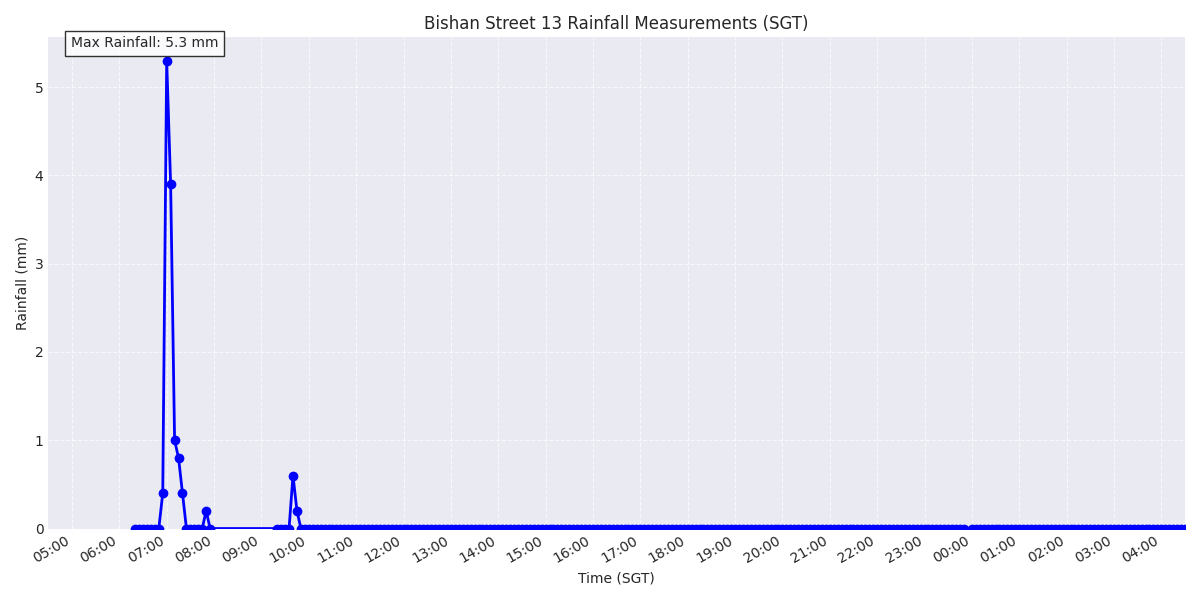 Bishan Street 13 Rainfall Measurements (SGT)
Max Rainfall: 5.3 mm
Rainfall (mm)
5
4
3
2
1
0
05:00 06:00 07:00 08:00 09:00 10:00 11:00 12:00 13:00 14:00 15:00 16:00 17:00 18:00 19:00 20:00 21:00 22:00 23:00 00:00 01:00 02:00 03:00 04:00
Time (SGT)